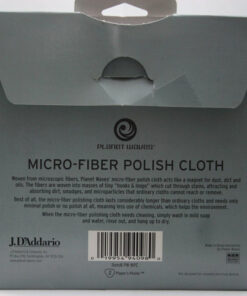 PLANET WAVES
MICRO-FIBER POLISH CLOTH
Woven from microscopic fibers, Planet Waves' micro-fiber polish cloth acts like a magnet for dust, dirt and
oils. The fibers are woven into masses of tiny "hooks & loops" which cut through stains, attracting and
absorbing dirt, smudges, and microparticles that ordinary cloths cannot reach or remove.
Best of all, the micro-fiber polishing cloth lasts considerably longer than ordinary cloths and needs only
minimal polish or no polish at all, meaning less use of chemicals, which helps the environment.
When the micro-fiber polishing cloth needs cleaning, simply wash in mild soap
and water, rinse out, and hang out to dry.
J.D'Addario
Player's Points